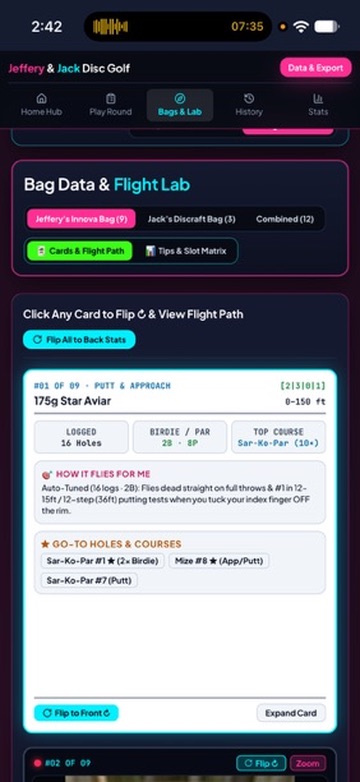 2:42
07:35
Jeffery & Jack Disc Golf
Data & Export
Home Hub
Play Round
Bags & Lab
History
Stats
Bag Data & Flight Lab
Jeffery's Innova Bag (9)
Jack's Discraft Bag (3)
Combined (12)
Cards & Flight Path
Tips & Slot Matrix
Click Any Card to Flip ↻ & View Flight Path
Flip All to Back Stats
#01 OF 09 · PUTT & APPROACH
[2|3|0|1]
175g Star Aviar
0-150 ft
LOGGED
16 Holes
BIRDIE / PAR
2B · 8P
TOP COURSE
Sar-Ko-Par (10×)
HOW IT FLIES FOR ME
Auto-Tuned (16 logs · 2B): Flies dead straight on full throws & #1 in 12-
15ft / 12-step (36ft) putting tests when you tuck your index finger OFF
the rim.
★ GO-TO HOLES & COURSES
Sar-Ko-Par #1 ★ (2× Birdie)
Mize #8 ★ (App/Putt)
Sar-Ko-Par #7 (Putt)
Flip to Front ↻
Expand Card
#02 OF 09
Flip ↻
Zoom